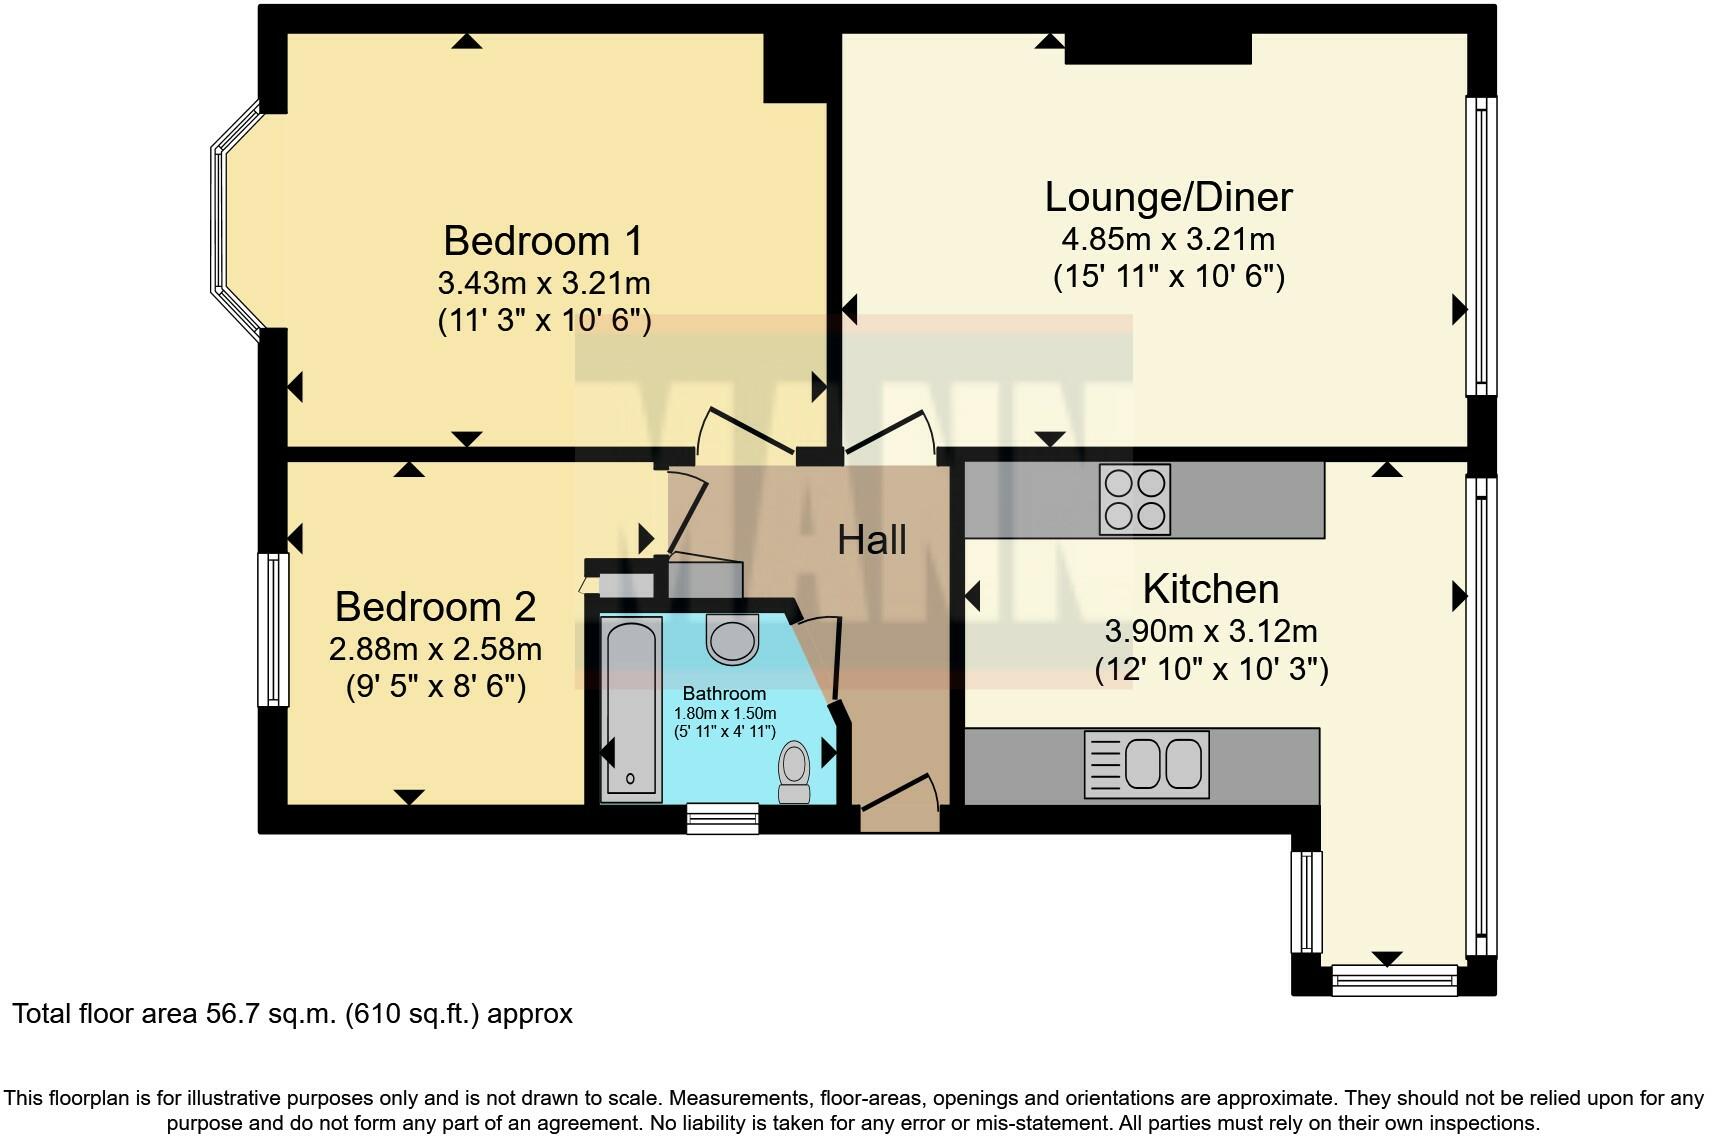 Bedroom 1
3.43m x 3.21m
(11' 3" x 10' 6")
Lounge/Diner
4.85m x 3.21m
(15' 11" x 10' 6")
MANN
Hall
Bedroom 2
2.88m x 2.58m
(9' 5" x 8' 6")
Kitchen
3.90m x 3.12m
(12' 10" x 10' 3")
Bathroom
1.80m x 1.50m
(5' 11" x 4' 11")
Total floor area 56.7 sq.m. (610 sq.ft.) approx
This floorplan is for illustrative purposes only and is not drawn to scale. Measurements, floor-areas, openings and orientations are approximate. They should not be relied upon for any
purpose and do not form any part of an agreement. No liability is taken for any error or mis-statement. All parties must rely on their own inspections.